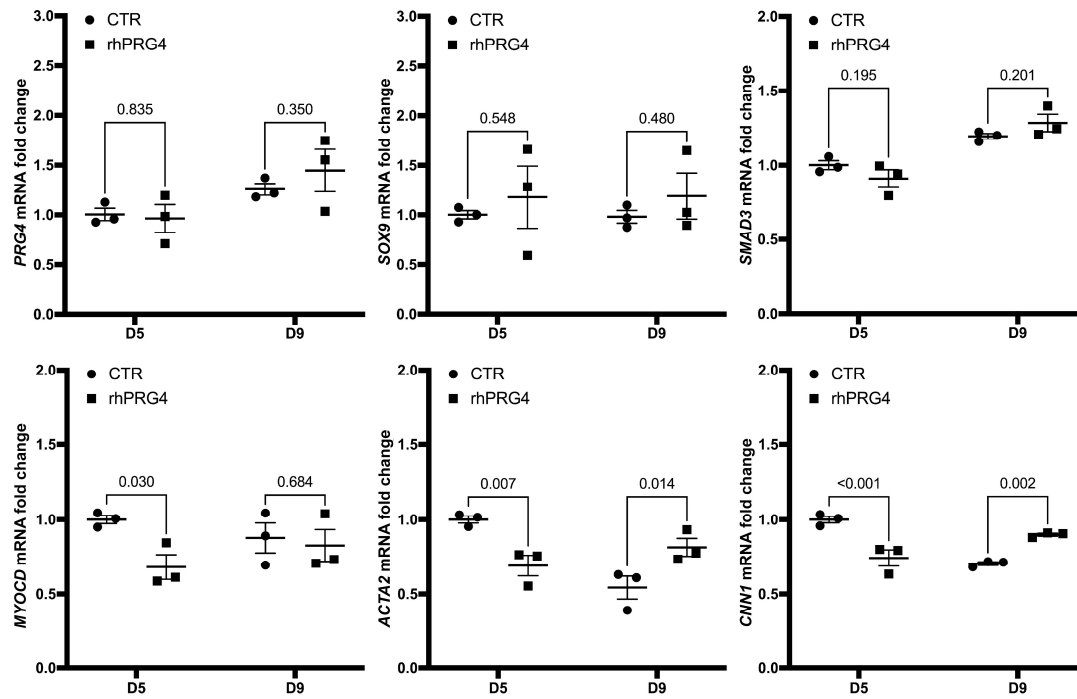 PRG4 mRNA fold change
3.0
2.5
2.0
1.5
1.0
0.5
0.0
CTR
rhPRG4
0.835
0.350
D5
D9
SOX9 mRNA fold change
3.0
2.5
2.0
1.5
1.0
0.5
0.0
CTR
rhPRG4
0.548
0.480
D5
D9
SMAD3 mRNA fold change
2.0
1.5
1.0
0.5
0.0
CTR
rhPRG4
0.195
0.201
D5
D9
MYOCD mRNA fold change
2.0
1.5
1.0
0.5
0.0
CTR
rhPRG4
0.030
0.684
D5
D9
ACTA2 mRNA fold change
2.0
1.5
1.0
0.5
0.0
CTR
rhPRG4
0.007
0.014
D5
D9
CNN1 mRNA fold change
2.0
1.5
1.0
0.5
0.0
CTR
rhPRG4
<0.001
0.002
D5
D9